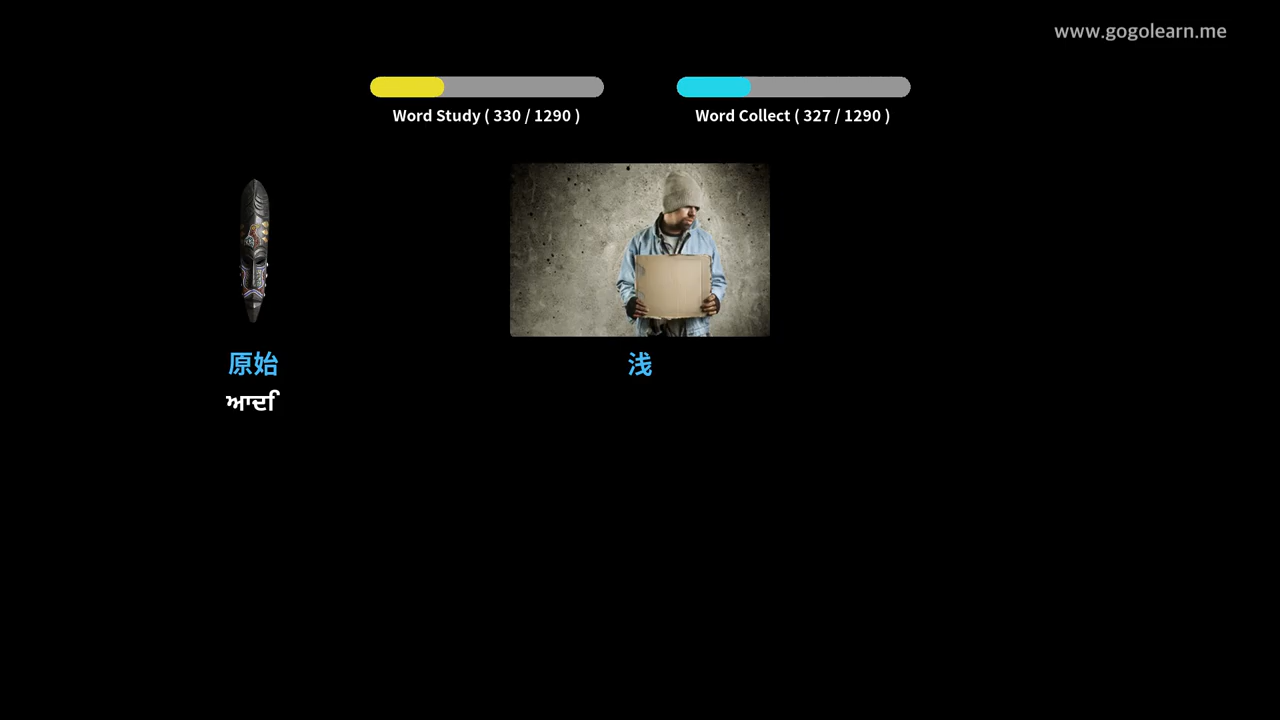 www.gogolearn.me
Word Study ( 330 / 1290 )
Word Collect ( 327 / 1290 )
原始
浅
ਆਦਿ